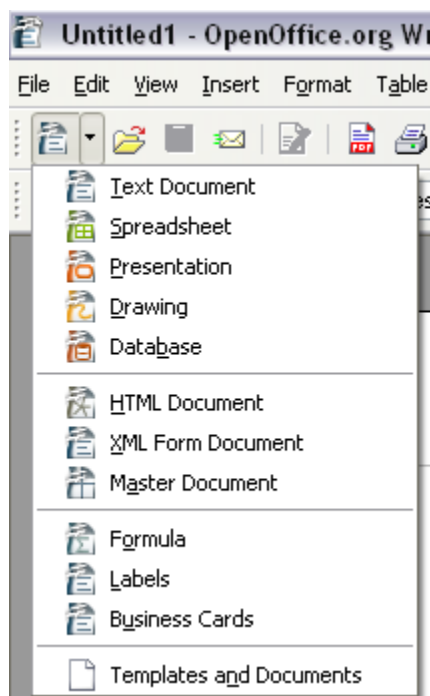 Untitled1 - OpenOffice.org Wr
File Edit View Insert Format Table
PDF
Text Document
Spreadsheet
Presentation
Drawing
Database
HTML Document
XML Form Document
Master Document
Formula
Labels
Business Cards
Templates and Documents